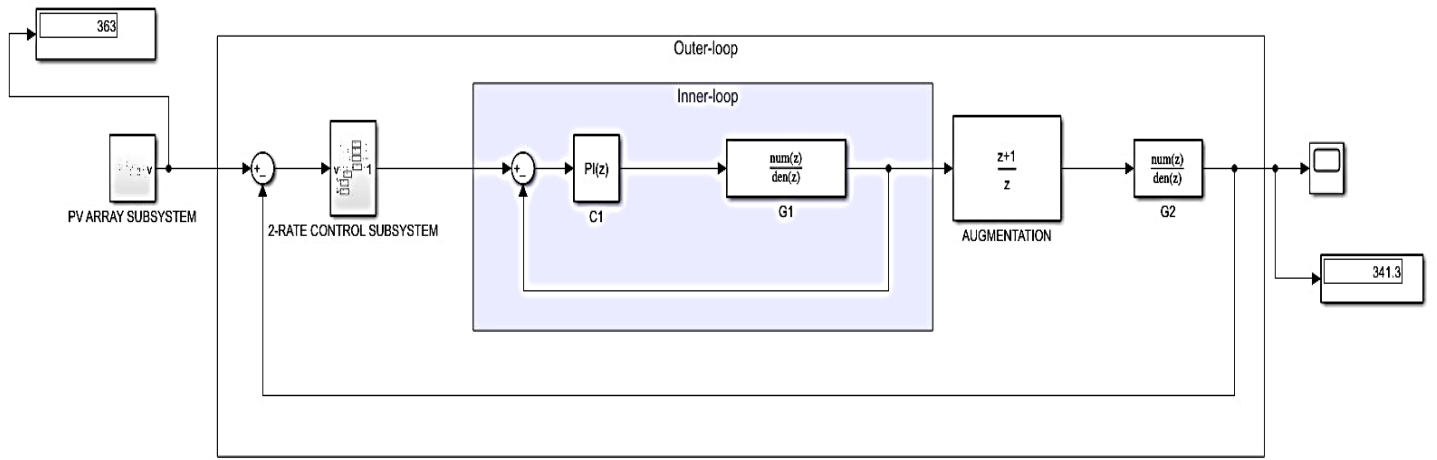 363
Outer-loop
Inner-loop
v
PV ARRAY SUBSYSTEM
+
-
v
1
2-RATE CONTROL SUBSYSTEM
+
-
PI(z)
C1
num(z)
den(z)
G1
z+1
z
AUGMENTATION
num(z)
den(z)
G2
341.3